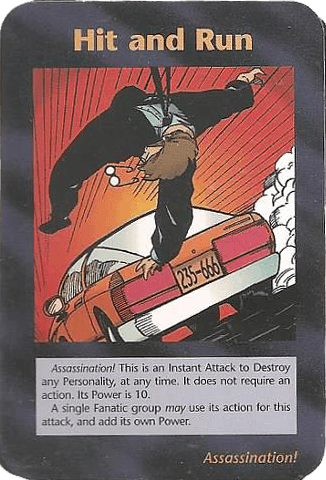 Hit and Run
235-666
Assassination! This is an Instant Attack to Destroy
any Personality, at any time. It does not require an
action. Its Power is 10.
A single Fanatic group may use its action for this
attack, and add its own Power.
Assassination!